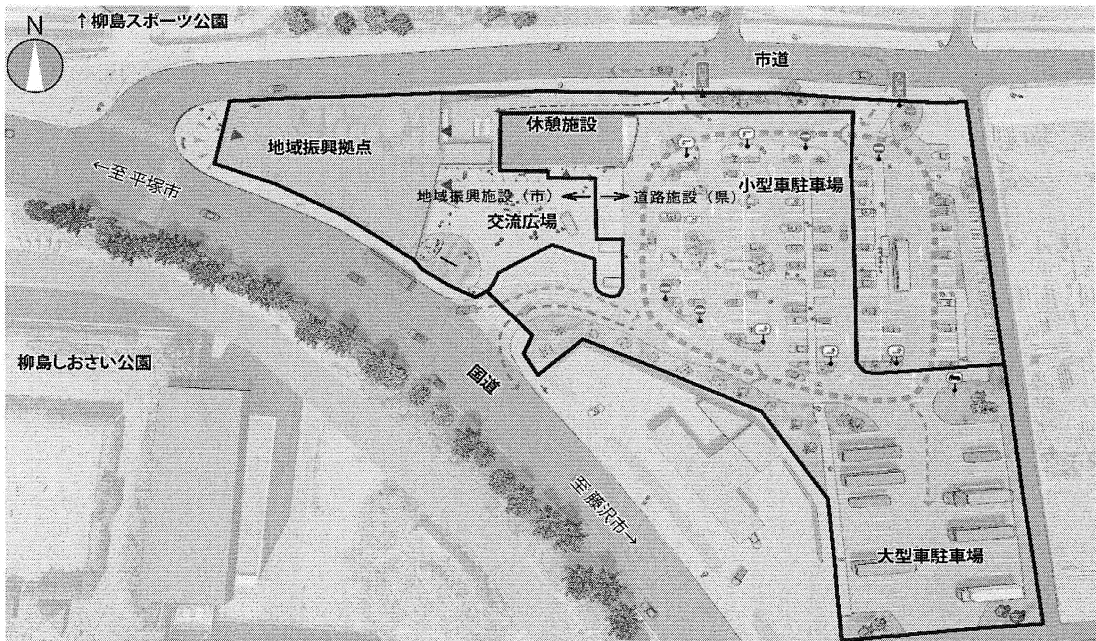 N
↑柳島スポーツ公園
市道
休憩施設
地域振興拠点
←至 平塚市
小型車駐車場
地域振興施設（市）←→道路施設（県）
交流広場
柳島しおさい公園
国道
至 藤沢市→
大型車駐車場